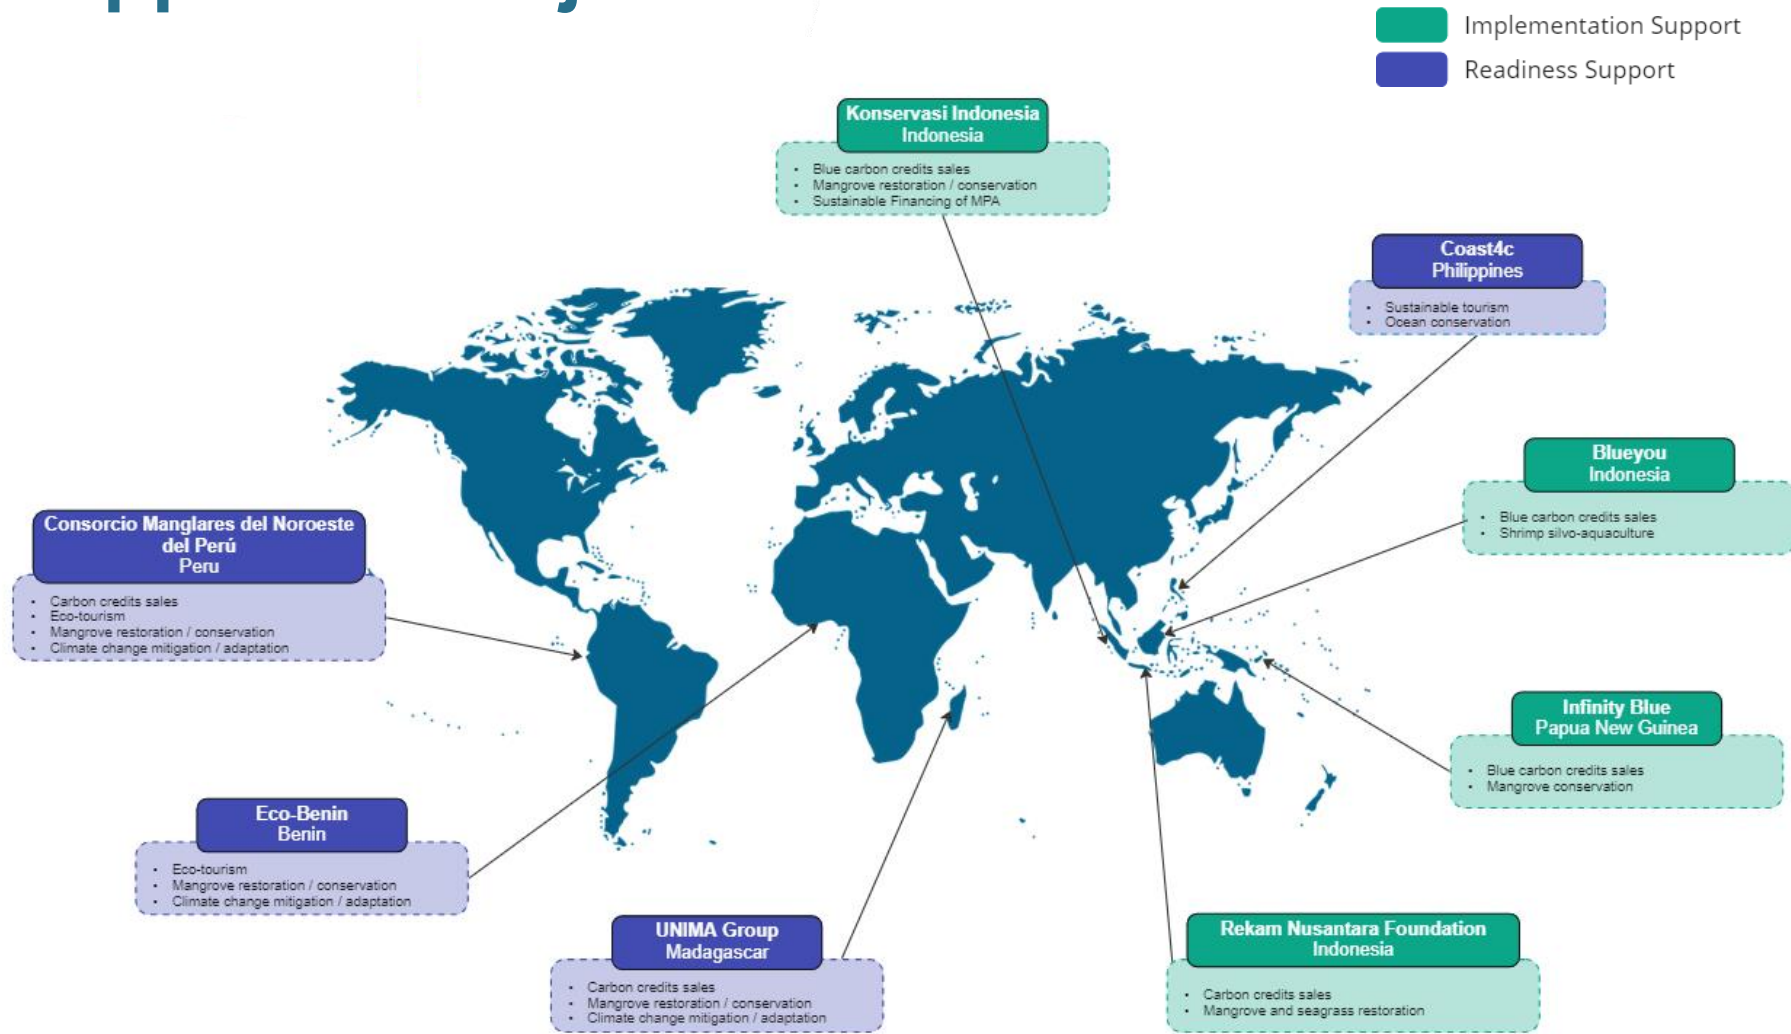 Implementation Support
Readiness Support
Konservasi Indonesia
Indonesia
• Blue carbon credits sales
• Mangrove restoration / conservation
• Sustainable Financing of MPA
Coast4c
Philippines
• Sustainable tourism
• Ocean conservation
Blueyou
Indonesia
• Blue carbon credits sales
• Shrimp silvo-aquaculture
Consorcio Manglares del Noroeste
del Perú
Peru
• Carbon credits sales
• Eco-tourism
• Mangrove restoration / conservation
• Climate change mitigation / adaptation
Infinity Blue
Papua New Guinea
• Blue carbon credits sales
• Mangrove conservation
Eco-Benin
Benin
• Eco-tourism
• Mangrove restoration / conservation
• Climate change mitigation / adaptation
UNIMA Group
Madagascar
• Carbon credits sales
• Mangrove restoration / conservation
• Climate change mitigation / adaptation
Rekam Nusantara Foundation
Indonesia
• Carbon credits sales
• Mangrove and seagrass restoration